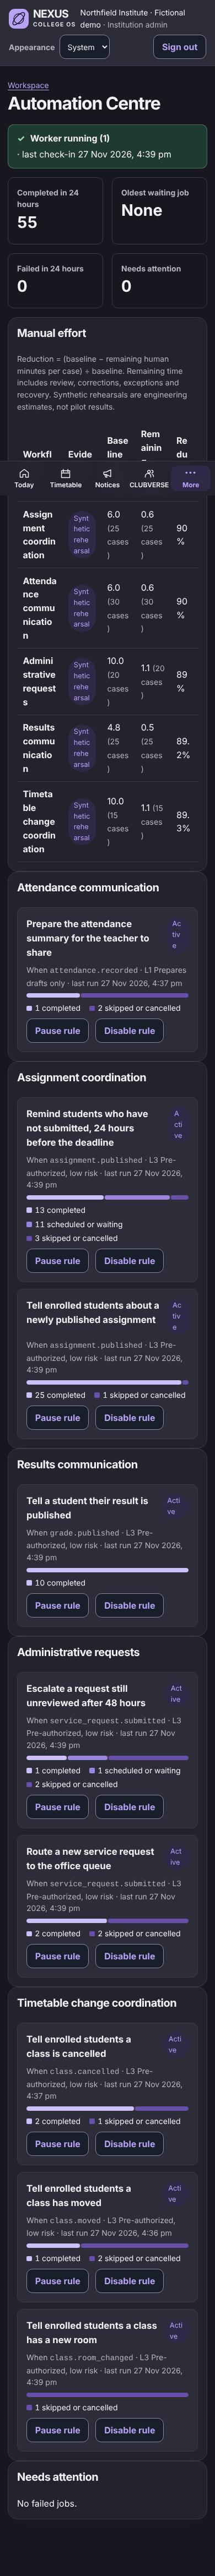 NEXUS
COLLEGE OS
Northfield Institute · Fictional
demo · Institution admin
Appearance
System
Sign out
Workspace
Automation Centre
✓ Worker running (1)
· last check-in 27 Nov 2026, 4:39 pm
Completed in 24
hours
55
Oldest waiting job
None
Failed in 24 hours
0
Needs attention
0
Manual effort
Reduction = (baseline − remaining human
minutes per case) ÷ baseline. Remaining time
includes review, corrections, exceptions and
recovery. Synthetic rehearsals are engineering
estimates, not pilot results.
Workfl
Evide
Base
line
Rem
ainin
Re
du
Today
Timetable
Notices
CLUBVERSE
More
Assign
ment
coordin
ation
Synt
hetic
rehe
arsal
6.0
(25
cases
)
0.6
(25
cases
)
90
%
Attenda
nce
commu
nicatio
n
Synt
hetic
rehe
arsal
6.0
(30
cases
)
0.6
(30
cases
)
90
%
Admini
strative
request
s
Synt
hetic
rehe
arsal
10.0
(20
cases
)
1.1 (20
cases
)
89
%
Results
commu
nicatio
n
Synt
hetic
rehe
arsal
4.8
(25
cases
)
0.5
(25
cases
)
89.
2%
Timeta
ble
change
coordin
ation
Synt
hetic
rehe
arsal
10.0
(15
cases
)
1.1 (15
cases
)
89.
3%
Attendance communication
Prepare the attendance
summary for the teacher to
share
Ac
tiv
e
When attendance.recorded · L1 Prepares
drafts only · last run 27 Nov 2026, 4:37 pm
1 completed
2 skipped or cancelled
Pause rule
Disable rule
Assignment coordination
Remind students who have
not submitted, 24 hours
before the deadline
A
cti
ve
When assignment.published · L3 Pre-
authorized, low risk · last run 27 Nov 2026,
4:39 pm
13 completed
11 scheduled or waiting
3 skipped or cancelled
Pause rule
Disable rule
Tell enrolled students about a
newly published assignment
Ac
tiv
e
When assignment.published · L3 Pre-
authorized, low risk · last run 27 Nov 2026,
4:39 pm
25 completed
1 skipped or cancelled
Pause rule
Disable rule
Results communication
Tell a student their result is
published
Acti
ve
When grade.published · L3 Pre-
authorized, low risk · last run 27 Nov 2026,
4:39 pm
10 completed
Pause rule
Disable rule
Administrative requests
Escalate a request still
unreviewed after 48 hours
Act
ive
When service_request.submitted · L3
Pre-authorized, low risk · last run 27 Nov
2026, 4:39 pm
1 completed
1 scheduled or waiting
2 skipped or cancelled
Pause rule
Disable rule
Route a new service request
to the office queue
Act
ive
When service_request.submitted · L3
Pre-authorized, low risk · last run 27 Nov
2026, 4:39 pm
2 completed
2 skipped or cancelled
Pause rule
Disable rule
Timetable change coordination
Tell enrolled students a
class is cancelled
Acti
ve
When class.cancelled · L3 Pre-
authorized, low risk · last run 27 Nov 2026,
4:37 pm
2 completed
1 skipped or cancelled
Pause rule
Disable rule
Tell enrolled students a
class has moved
Acti
ve
When class.moved · L3 Pre-authorized,
low risk · last run 27 Nov 2026, 4:36 pm
1 completed
2 skipped or cancelled
Pause rule
Disable rule
Tell enrolled students a class
has a new room
Acti
ve
When class.room_changed · L3 Pre-
authorized, low risk · last run 27 Nov 2026,
4:39 pm
1 skipped or cancelled
Pause rule
Disable rule
Needs attention
No failed jobs.